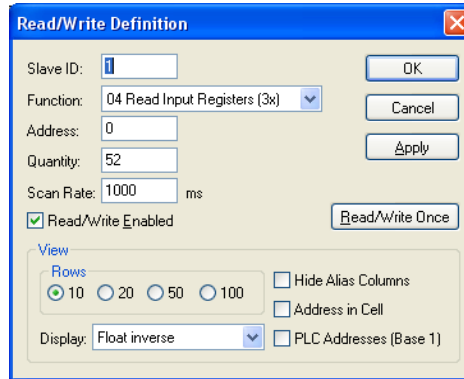 Read/Write Definition
Slave ID: 1
OK
Function: 04 Read Input Registers (3x)
Cancel
Address: 0
Apply
Quantity: 52
Scan Rate: 1000 ms
Read/Write Enabled
Read/Write Once
View
Rows
10 20 50 100
Hide Alias Columns
Address in Cell
Display: Float inverse
PLC Addresses (Base 1)